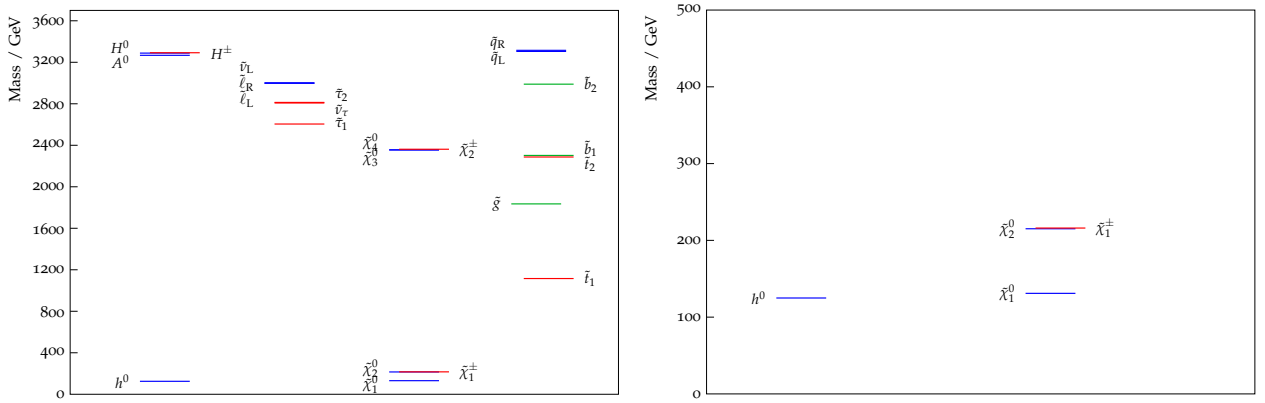 Mass / GeV
3600
3200
2800
2400
2000
1600
1200
800
400
0
H⁰
A⁰
H±
ν̃L
ℓ̃R
ℓ̃L
τ̃2
ν̃τ
τ̃1
χ̃⁰4
χ̃⁰3
χ̃±2
q̃R
q̃L
b̃2
b̃1
t̃2
g̃
t̃1
h⁰
χ̃⁰2
χ̃⁰1
χ̃±1
Mass / GeV
500
400
300
200
100
0
h⁰
χ̃⁰2
χ̃±1
χ̃⁰1